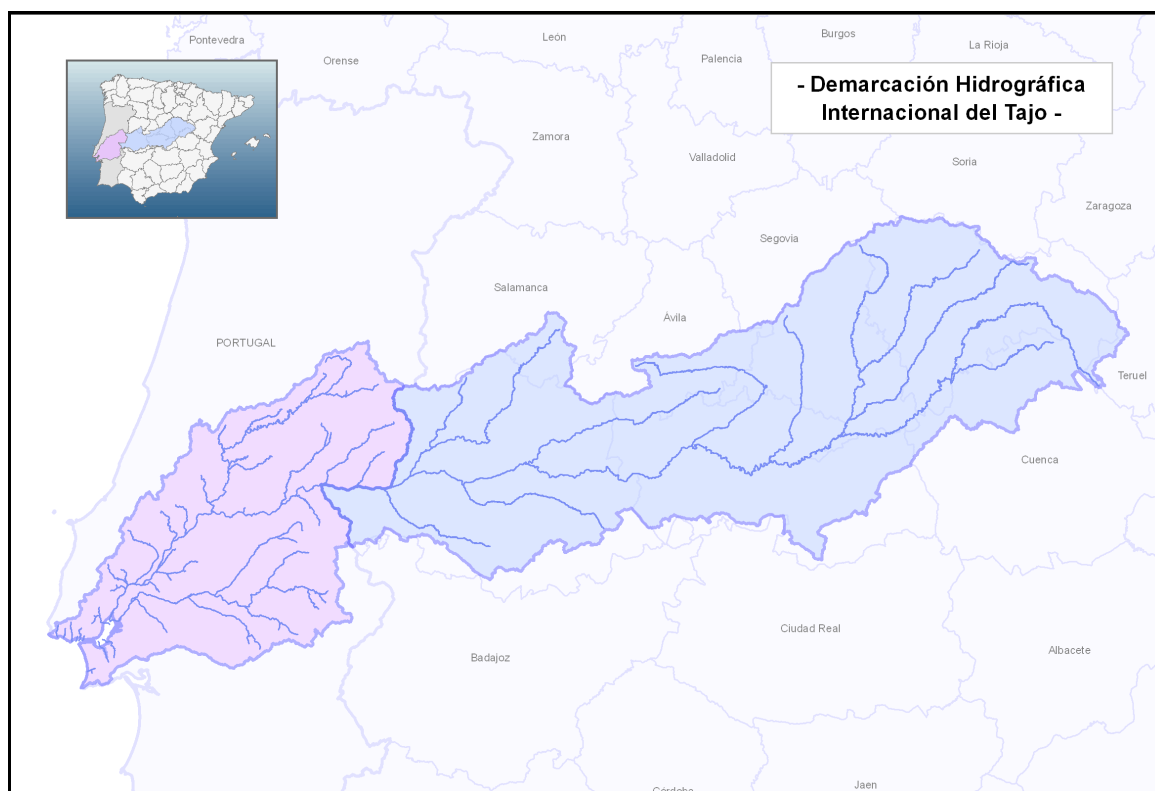 Pontevedra
León
Burgos
La Rioja
Orense
Palencia
- Demarcación Hidrográfica
Internacional del Tajo -
Zamora
Valladolid
Soria
Zaragoza
Segovia
Salamanca
Ávila
PORTUGAL
Teruel
Cuenca
Ciudad Real
Albacete
Badajoz
Jaen
Córdoba